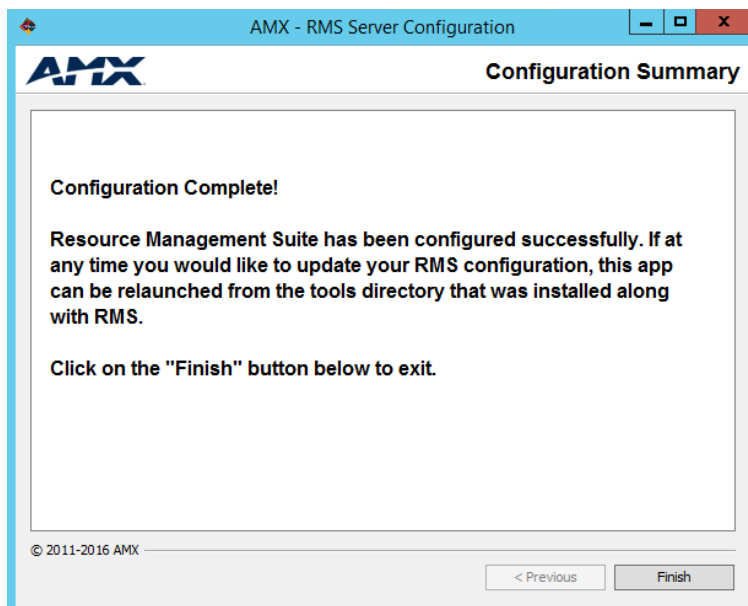 AMX - RMS Server Configuration
AMX
Configuration Summary
Configuration Complete!
Resource Management Suite has been configured successfully. If at
any time you would like to update your RMS configuration, this app
can be relaunched from the tools directory that was installed along
with RMS.
Click on the "Finish" button below to exit.
© 2011-2016 AMX
< Previous
Finish